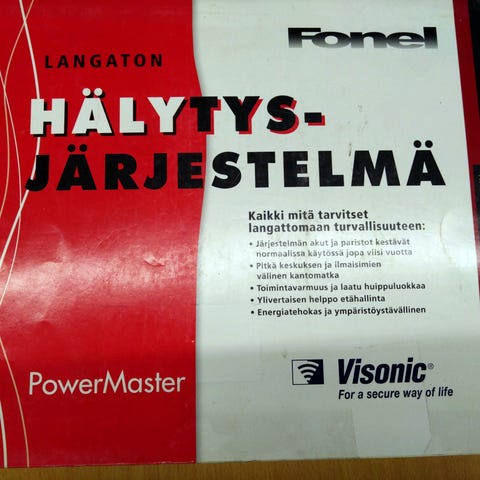 Fonel
LANGATON
HÄLYTYS-
JÄRJESTELMÄ
Kaikki mitä tarvitset
langattomaan turvallisuuteen:
• Järjestelmän akut ja paristot kestävät
normaalissa käytössä jopa viisi vuotta
• Pitkä keskuksen ja ilmaisimien
välinen kantomatka
• Toimintavarmuus ja laatu huippuluokkaa
• Ylivertaisen helppo etähallinta
• Energiatehokas ja ympäristöystävällinen
PowerMaster
Visonic®
For a secure way of life